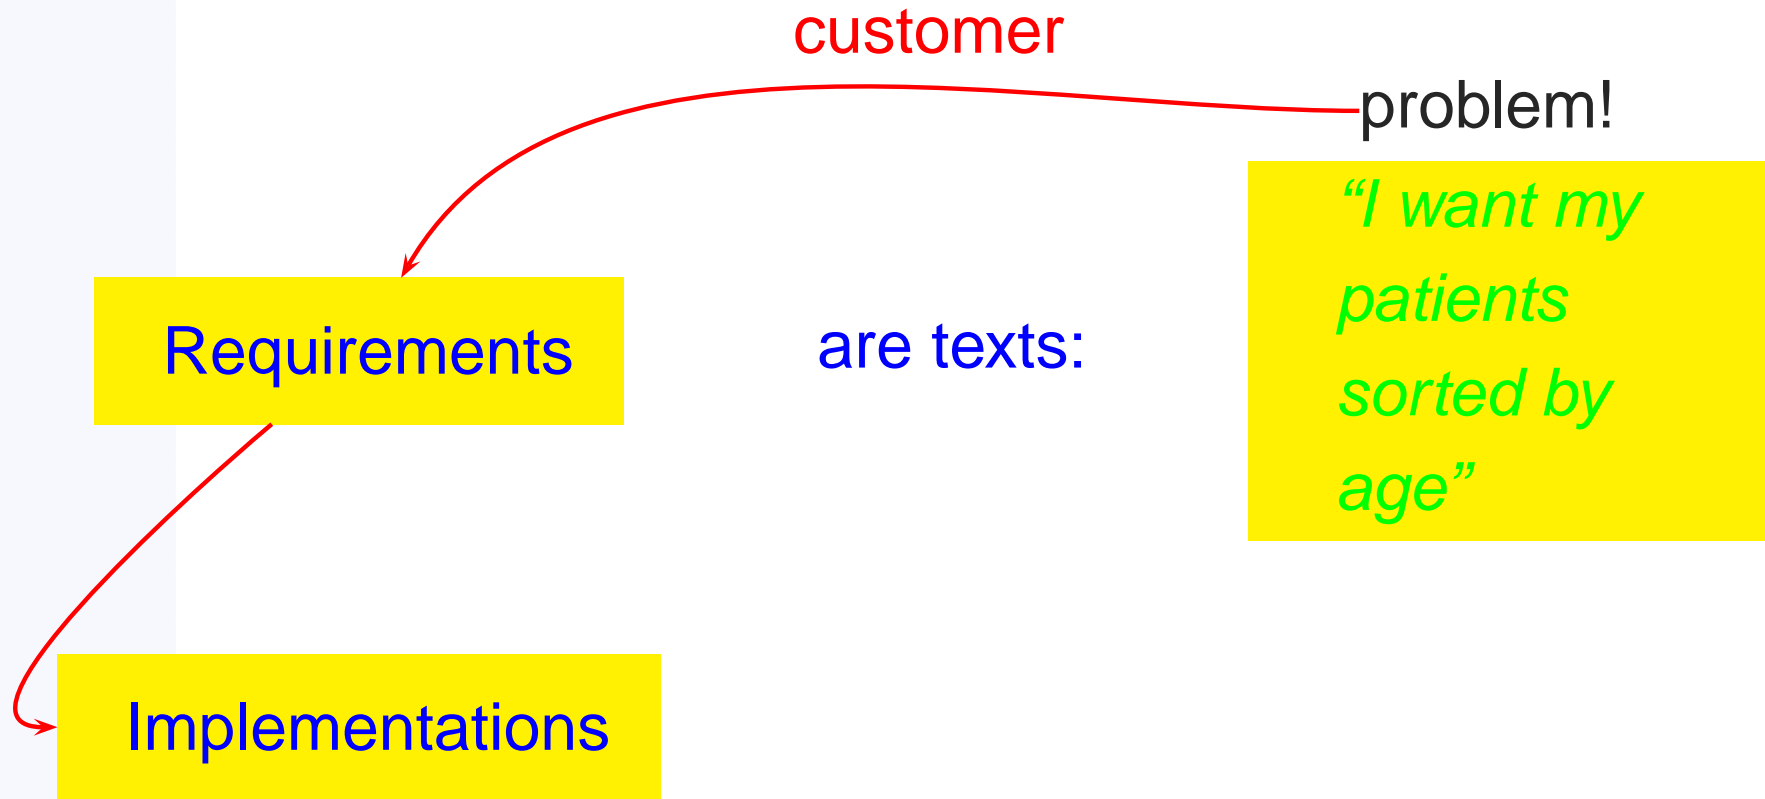 customer
problem!
“I want my
patients
sorted by
age”
Requirements
are texts:
Implementations